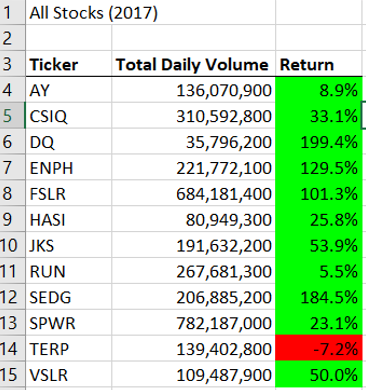 1 All Stocks (2017)
2
3 Ticker Total Daily Volume Return
4 AY 136,070,900 8.9%
5 CSIQ 310,592,800 33.1%
6 DQ 35,796,200 199.4%
7 ENPH 221,772,100 129.5%
8 FSLR 684,181,400 101.3%
9 HASI 80,949,300 25.8%
10 JKS 191,632,200 53.9%
11 RUN 267,681,300 5.5%
12 SEDG 206,885,200 184.5%
13 SPWR 782,187,000 23.1%
14 TERP 139,402,800 -7.2%
15 VSLR 109,487,900 50.0%